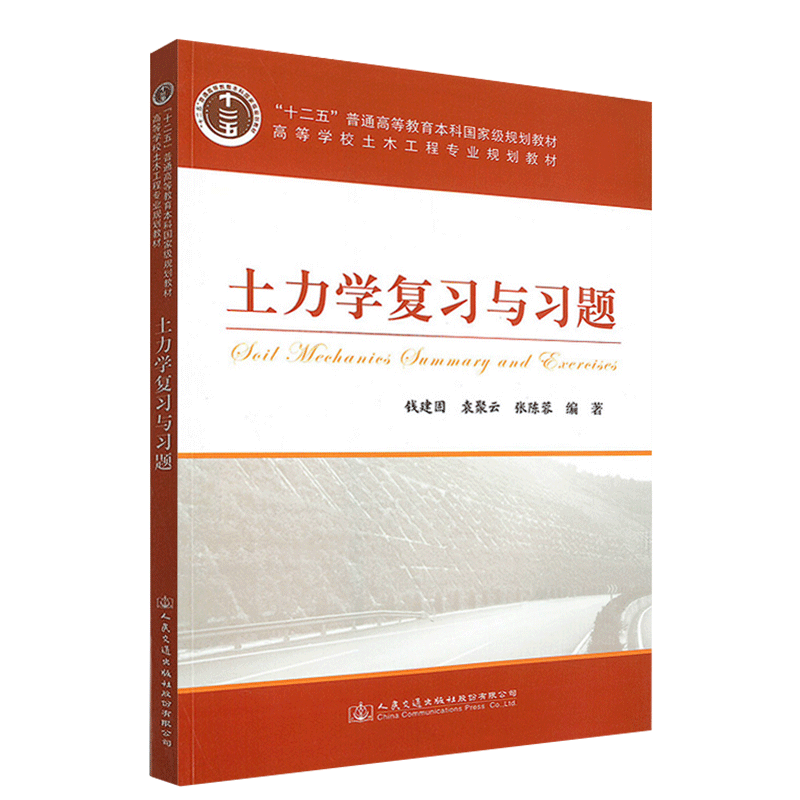 "十二五"普通高等教育本科国家级规划教材
高等学校土木工程专业规划教材
土力学复习与习题
Soil Mechanics Summary and Exercises
钱建固 袁聚云 张陈蓉 编著
人民交通出版社股份有限公司
China Communications Press Co.,Ltd.
"十二五"普通高等教育本科国家级规划教材
高等学校土木工程专业规划教材
土力学复习与习题
人民交通出版社股份有限公司